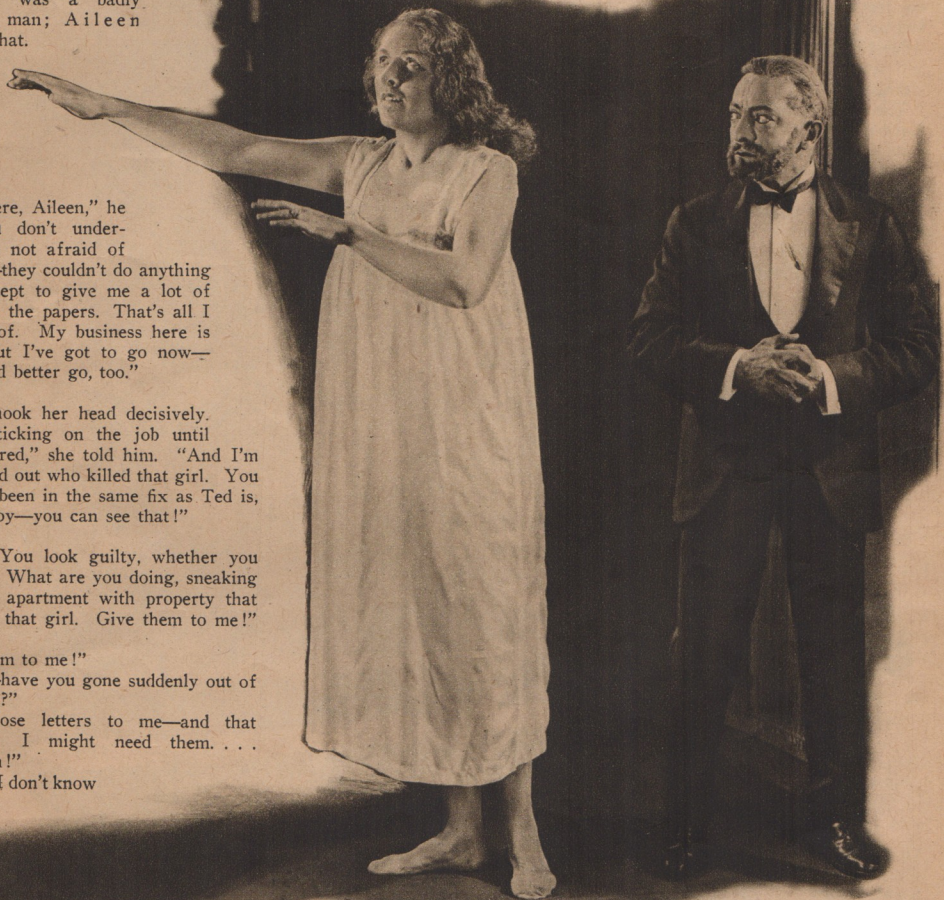 was a badly
man; Aileen
hat.
ere, Aileen," he
don't under-
not afraid of
—they couldn't do anything
ept to give me a lot of
the papers. That's all I
of. My business here is
ut I've got to go now—
d better go, too."
hook her head decisively.
ticking on the job until
red," she told him. "And I'm
d out who killed that girl. You
been in the same fix as Ted is,
oy—you can see that!"
You look guilty, whether you
What are you doing, sneaking
apartment with property that
that girl. Give them to me!"
m to me!"
—have you gone suddenly out of
?"
ose letters to me—and that
I might need them. . . .
!"
I don't know